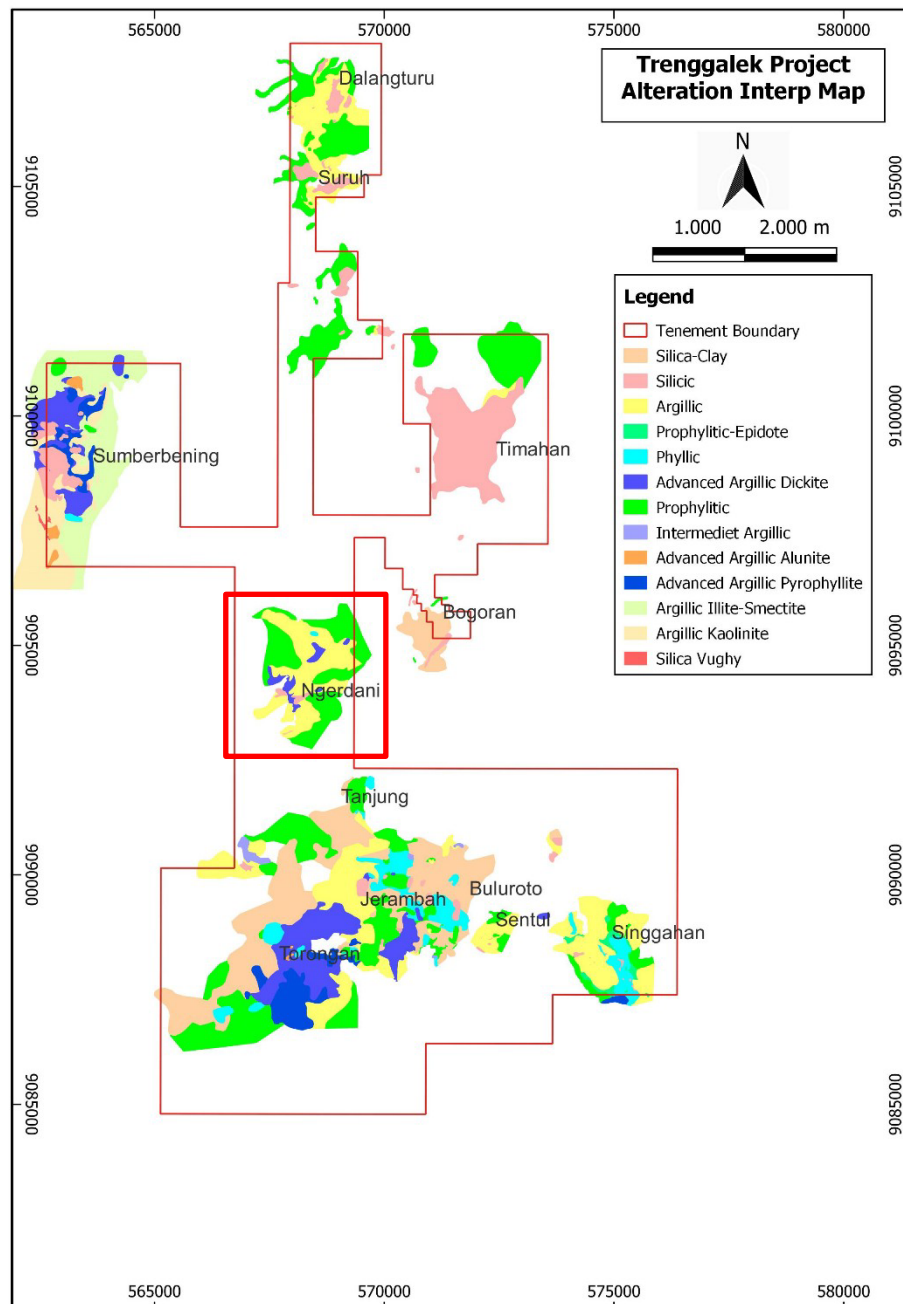 565000 570000 575000 580000
Trenggalek Project
Alteration Interp Map
N
1.000 2.000 m
Legend
Tenement Boundary
Silica-Clay
Silicic
Argillic
Prophylitic-Epidote
Phyllic
Advanced Argillic Dickite
Prophylitic
Intermediet Argillic
Advanced Argillic Alunite
Advanced Argillic Pyrophyllite
Argillic Illite-Smectite
Argillic Kaolinite
Silica Vughy
Dalangturu
Suruh
Timahan
Sumberbening
Bogoran
Ngerdani
Tanjung
Buluroto
Jerambah
Sentul
Singgahan
Torongan
9105000
9100000
9095000
9090000
9085000
9105000
9100000
9095000
9090000
9085000
565000 570000 575000 580000